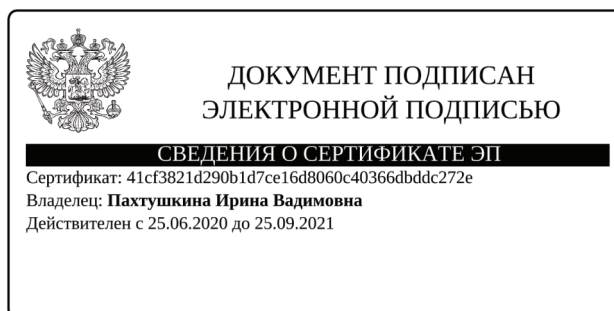 ДОКУМЕНТ ПОДПИСАН
ЭЛЕКТРОННОЙ ПОДПИСЬЮ
СВЕДЕНИЯ О СЕРТИФИКАТЕ ЭП
Сертификат: 41cf3821d290b1d7ce16d8060c40366dbddc272e
Владелец: Пахтушкина Ирина Вадимовна
Действителен с 25.06.2020 до 25.09.2021